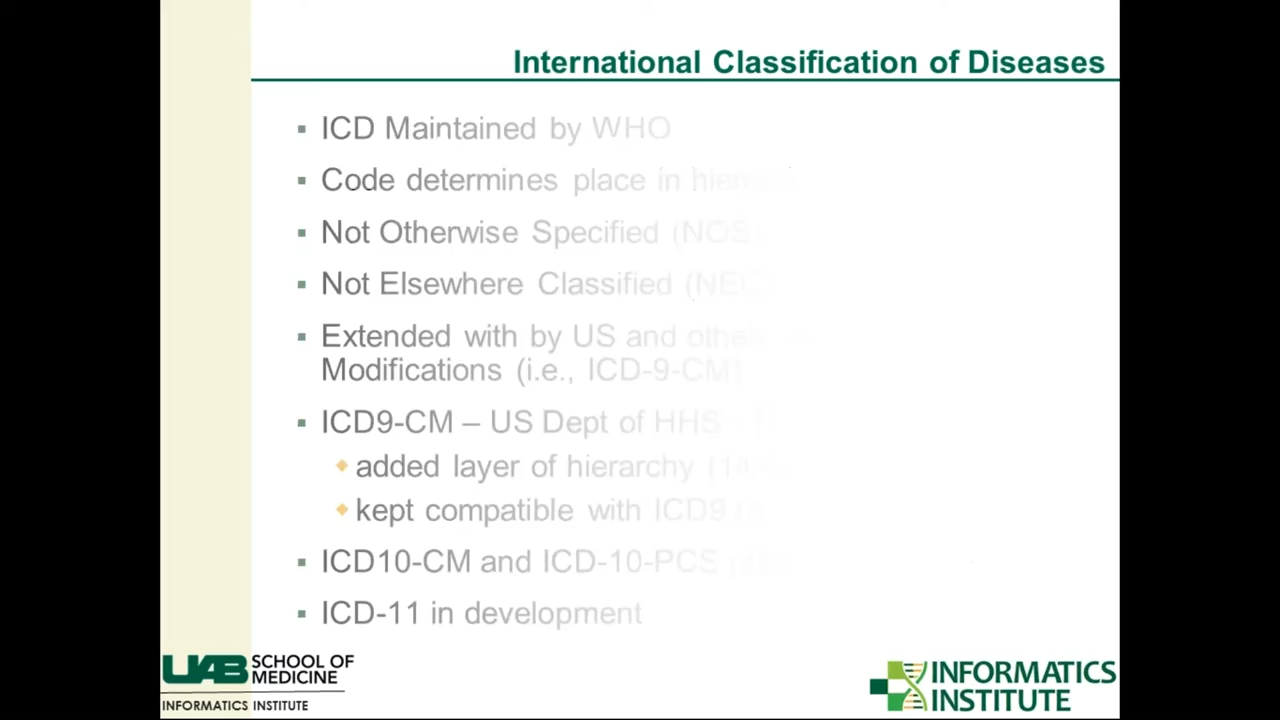 International Classification of Diseases
▪ ICD Maintained by WHO
▪ Code determines place in
▪ Not Otherwise Specified (NOS
▪ Not Elsewhere Classified (NEC
▪ Extended with by US and other
Modifications (i.e., ICD-9-CM)
▪ ICD9-CM – US Dept of HHS
◆ added layer of hierarchy
◆ kept compatible with ICD9
▪ ICD10-CM and ICD-10-PCS
▪ ICD-11 in development
UAB SCHOOL OF
MEDICINE
INFORMATICS INSTITUTE
INFORMATICS
INSTITUTE